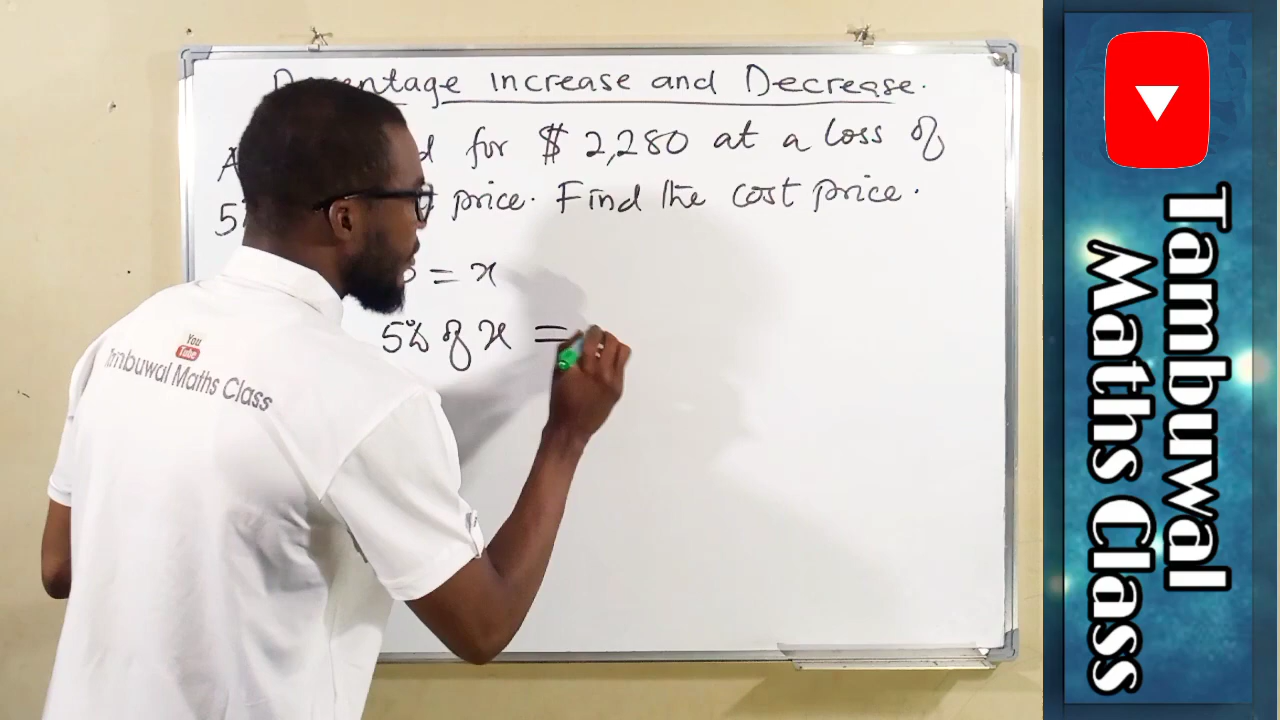 Percentage Increase and Decrease.
for $ 2,280 at a loss of
price. Find the cost price.
= x
5% of x =
You
Tube
Tambuwal Maths Class
Tambuwal
Maths Class